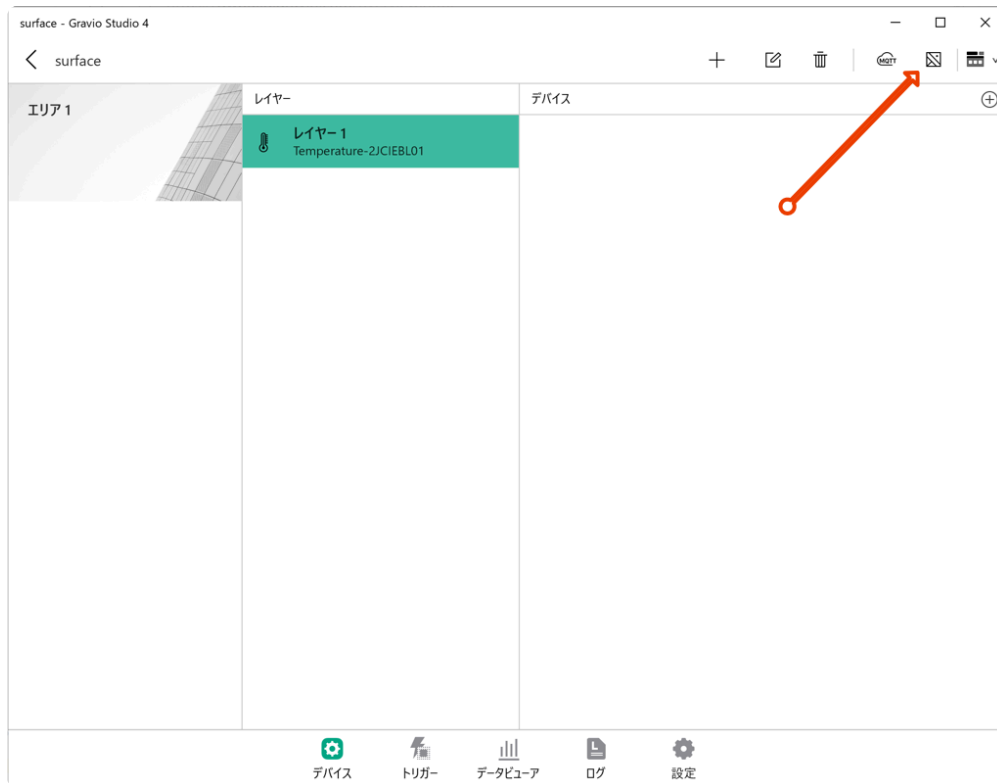 surface - Gravio Studio 4
surface
MQTT
エリア 1
レイヤー
デバイス
レイヤー 1
Temperature-2JCIEBL01
デバイス
トリガー
データビューア
ログ
設定